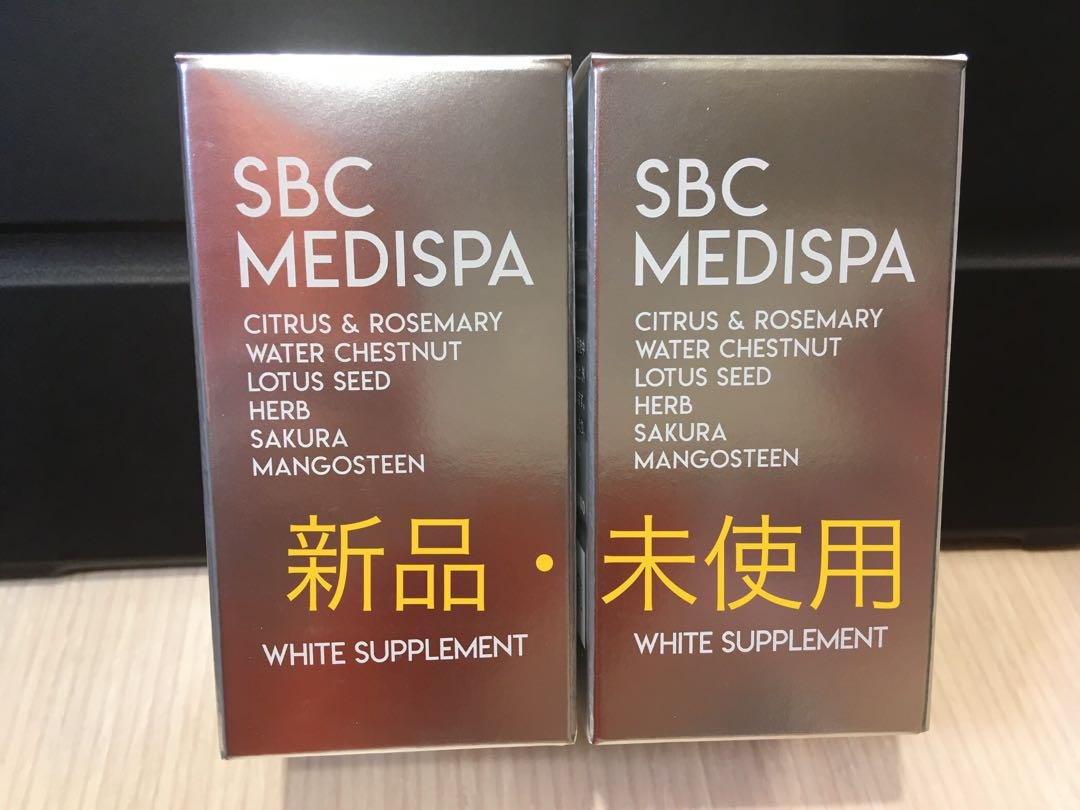 SBC
MEDISPA
CITRUS & ROSEMARY
WATER CHESTNUT
LOTUS SEED
HERB
SAKURA
MANGOSTEEN
WHITE SUPPLEMENT
SBC
MEDISPA
CITRUS & ROSEMARY
WATER CHESTNUT
LOTUS SEED
HERB
SAKURA
MANGOSTEEN
WHITE SUPPLEMENT
新品・未使用